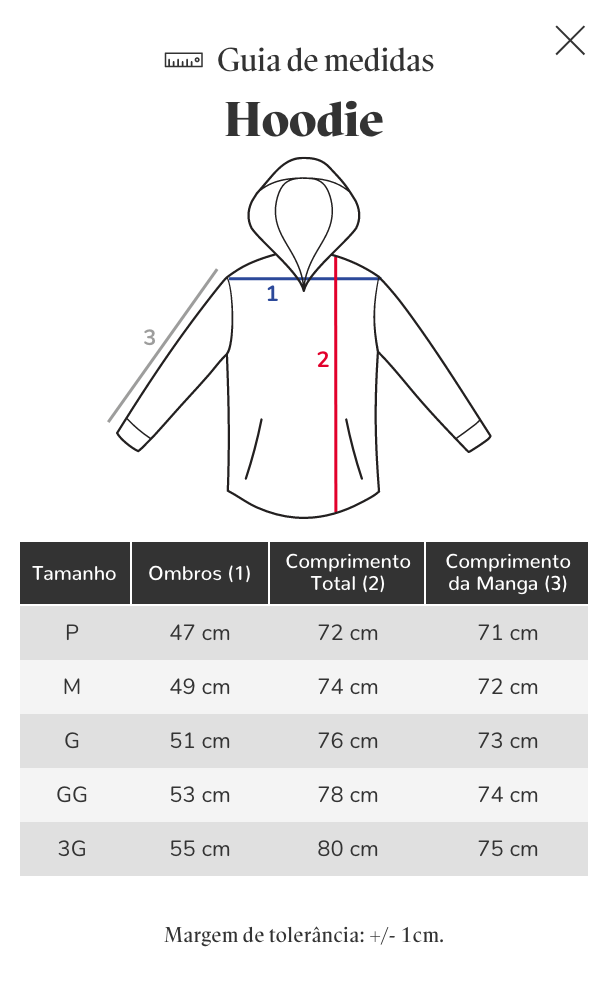 Guia de medidas
Hoodie
1
3
2
Tamanho Ombros (1) Comprimento Total (2) Comprimento da Manga (3)
P 47 cm 72 cm 71 cm
M 49 cm 74 cm 72 cm
G 51 cm 76 cm 73 cm
GG 53 cm 78 cm 74 cm
3G 55 cm 80 cm 75 cm
Margem de tolerância: +/- 1cm.